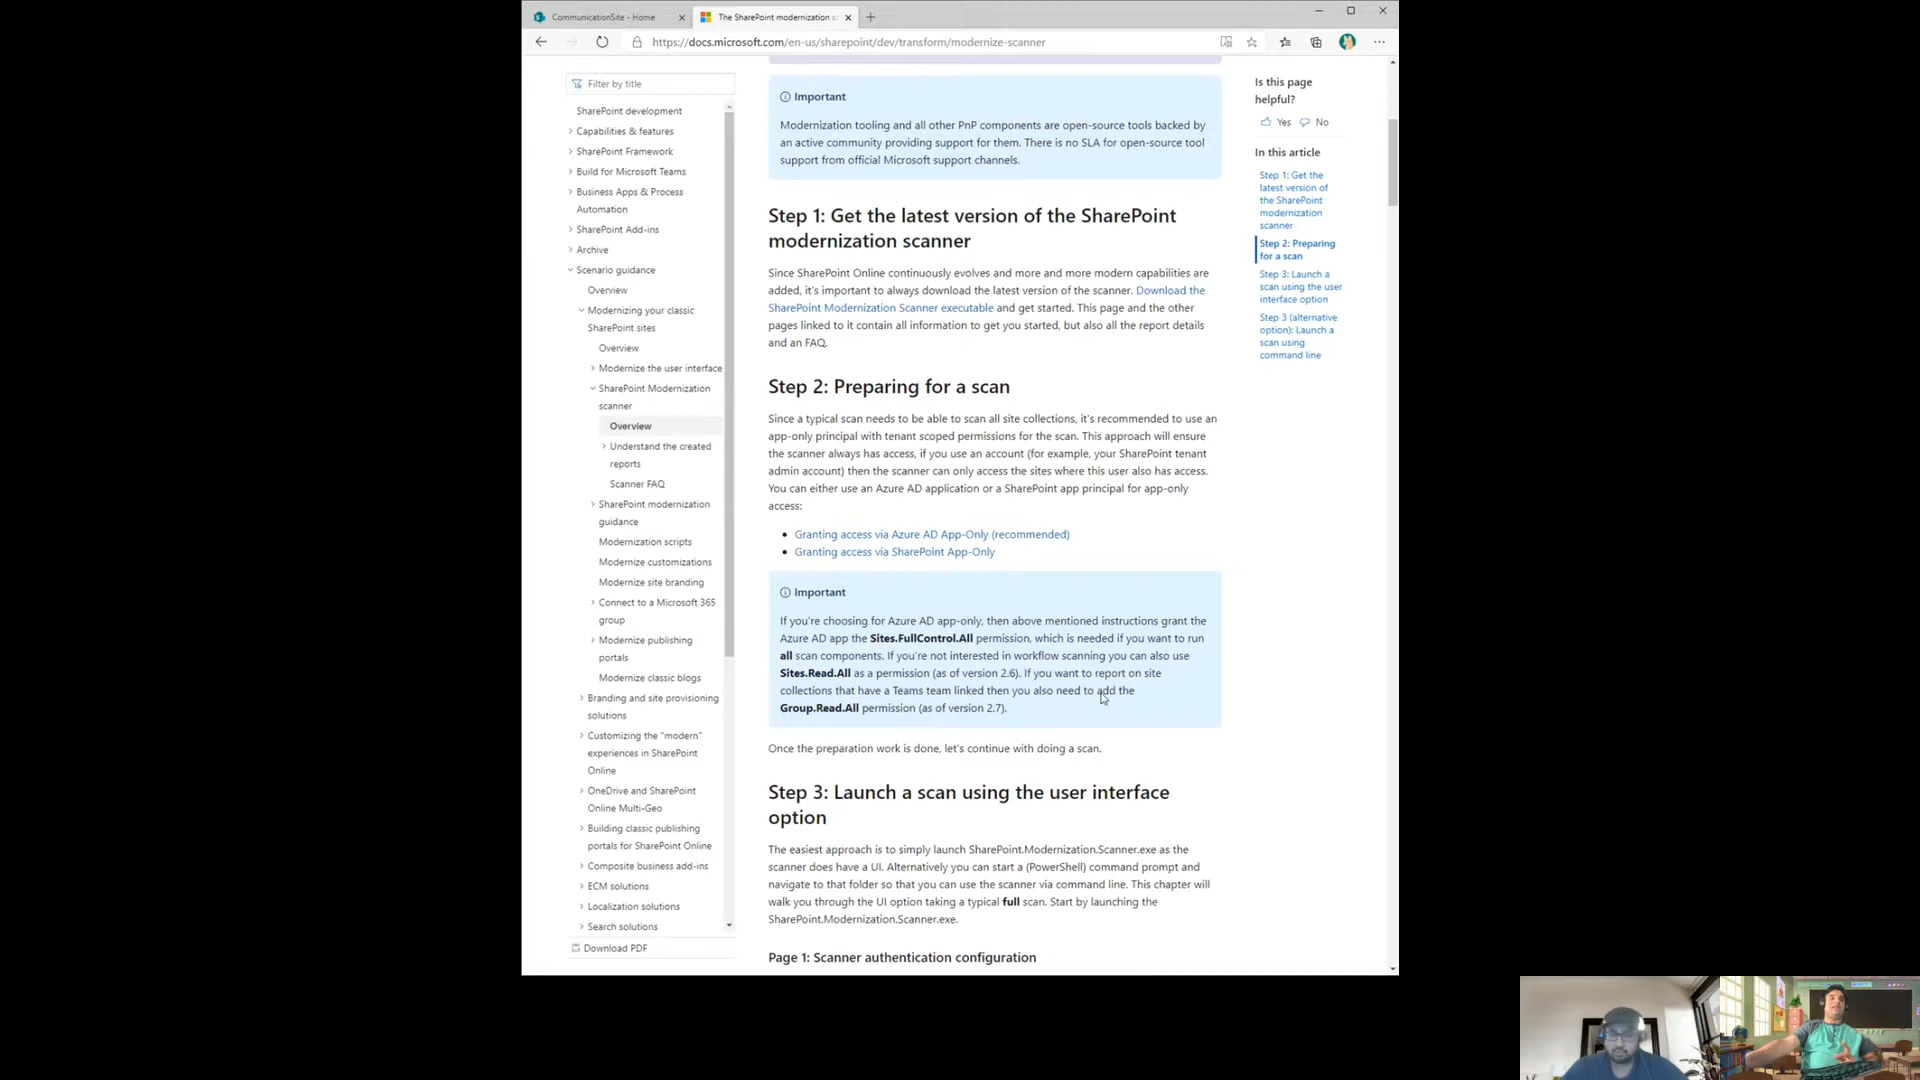 CommunicationSite - Home
The SharePoint modernization s
https://docs.microsoft.com/en-us/sharepoint/dev/transform/modernize-scanner
Filter by title
SharePoint development
Capabilities & features
SharePoint Framework
Build for Microsoft Teams
Business Apps & Process
Automation
SharePoint Add-ins
Archive
Scenario guidance
Overview
Modernizing your classic
SharePoint sites
Overview
Modernize the user interface
SharePoint Modernization
scanner
Overview
Understand the created
reports
Scanner FAQ
SharePoint modernization
guidance
Modernization scripts
Modernize customizations
Modernize site branding
Connect to a Microsoft 365
group
Modernize publishing
portals
Modernize classic blogs
Branding and site provisioning
solutions
Customizing the "modern"
experiences in SharePoint
Online
OneDrive and SharePoint
Online Multi-Geo
Building classic publishing
portals for SharePoint Online
Composite business add-ins
ECM solutions
Localization solutions
Search solutions
Download PDF
Important
Modernization tooling and all other PnP components are open-source tools backed by
an active community providing support for them. There is no SLA for open-source tool
support from official Microsoft support channels.
Step 1: Get the latest version of the SharePoint
modernization scanner
Since SharePoint Online continuously evolves and more and more modern capabilities are
added, it's important to always download the latest version of the scanner. Download the
SharePoint Modernization Scanner executable and get started. This page and the other
pages linked to it contain all information to get you started, but also all the report details
and an FAQ.
Step 2: Preparing for a scan
Since a typical scan needs to be able to scan all site collections, it's recommended to use an
app-only principal with tenant scoped permissions for the scan. This approach will ensure
the scanner always has access, if you use an account (for example, your SharePoint tenant
admin account) then the scanner can only access the sites where this user also has access.
You can either use an Azure AD application or a SharePoint app principal for app-only
access:
• Granting access via Azure AD App-Only (recommended)
• Granting access via SharePoint App-Only
Important
If you're choosing for Azure AD app-only, then above mentioned instructions grant the
Azure AD app the Sites.FullControl.All permission, which is needed if you want to run
all scan components. If you're not interested in workflow scanning you can also use
Sites.Read.All as a permission (as of version 2.6). If you want to report on site
collections that have a Teams team linked then you also need to add the
Group.Read.All permission (as of version 2.7).
Once the preparation work is done, let's continue with doing a scan.
Step 3: Launch a scan using the user interface
option
The easiest approach is to simply launch SharePoint.Modernization.Scanner.exe as the
scanner does have a UI. Alternatively you can start a (PowerShell) command prompt and
navigate to that folder so that you can use the scanner via command line. This chapter will
walk you through the UI option taking a typical full scan. Start by launching the
SharePoint.Modernization.Scanner.exe.
Page 1: Scanner authentication configuration
Is this page
helpful?
Yes No
In this article
Step 1: Get the
latest version of
the SharePoint
modernization
scanner
Step 2: Preparing
for a scan
Step 3: Launch a
scan using the user
interface option
Step 3 (alternative
option): Launch a
scan using
command line